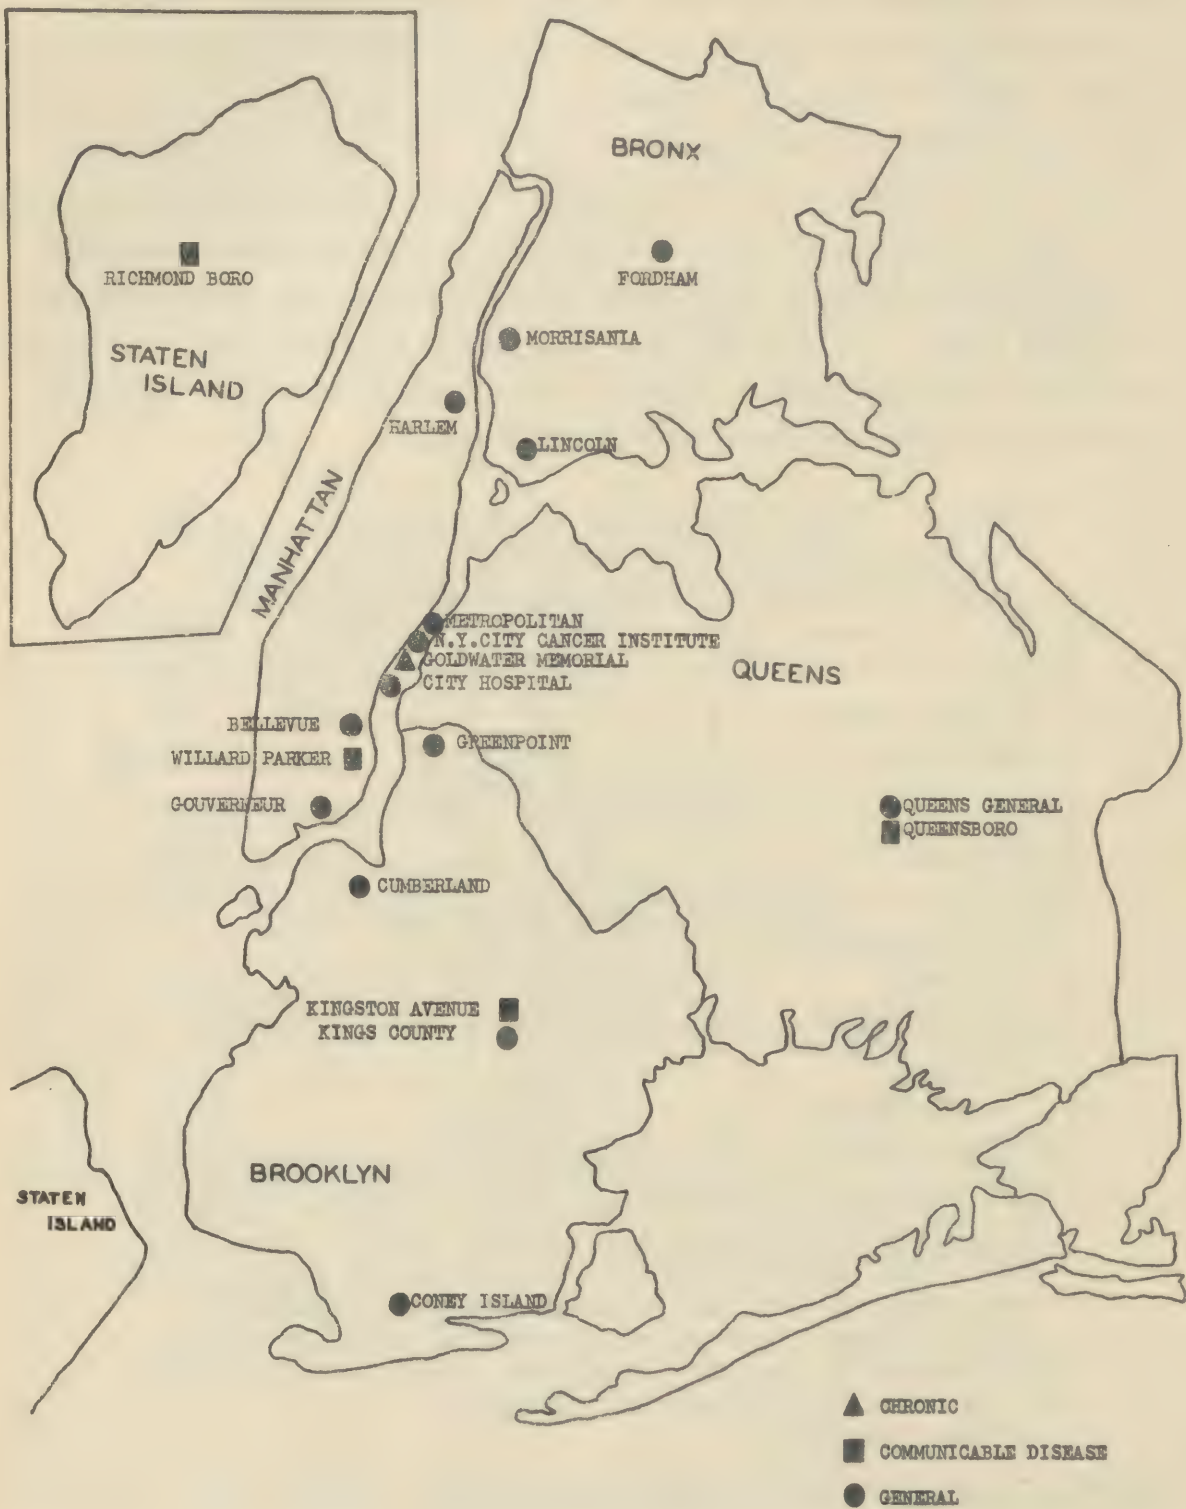 BRONX
RICHMOND BORO
FORDHAM
STATEN
ISLAND
MORRISANIA
HARLEM
LINCOLN
MANHATTAN
METROPOLITAN
N.Y.CITY CANCER INSTITUTE
GOLDWATER MEMORIAL
CITY HOSPITAL
QUEENS
BELLEVUE
GREENPOINT
WILLARD PARKER
GOUVERNEUR
QUEENS GENERAL
QUEENSBORO
CUMBERLAND
KINGSTON AVENUE
KINGS COUNTY
BROOKLYN
STATEN
ISLAND
CONEY ISLAND
CHRONIC
COMMUNICABLE DISEASE
GENERAL